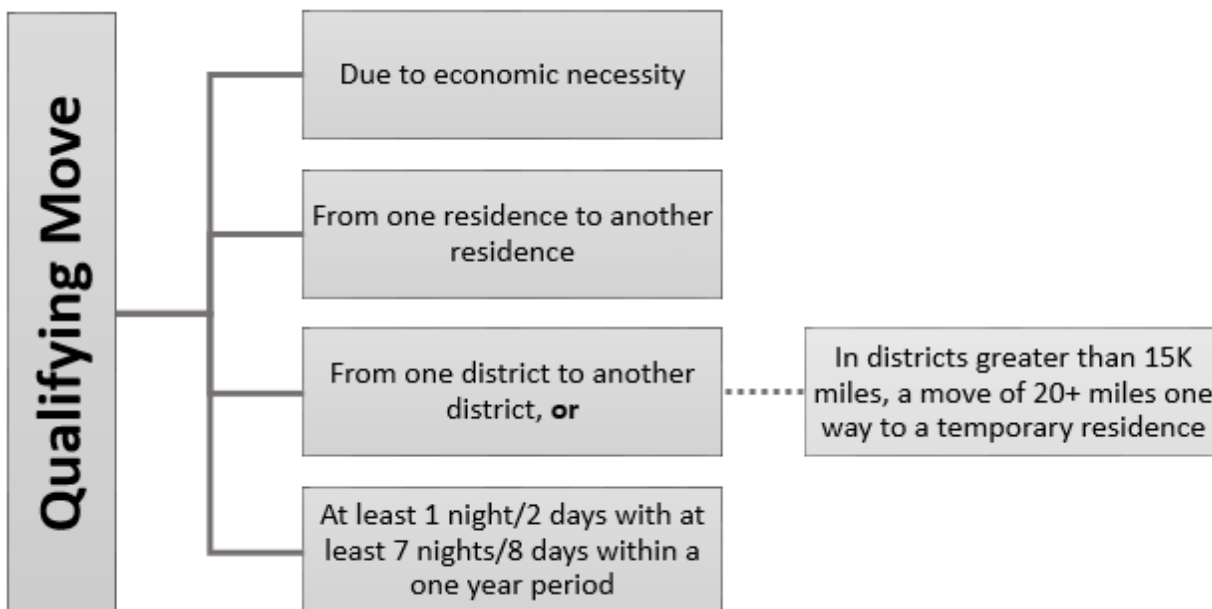 Qualifying Move
Due to economic necessity
From one residence to another
residence
From one district to another
district, or
In districts greater than 15K
miles, a move of 20+ miles one
way to a temporary residence
At least 1 night/2 days with at
least 7 nights/8 days within a
one year period